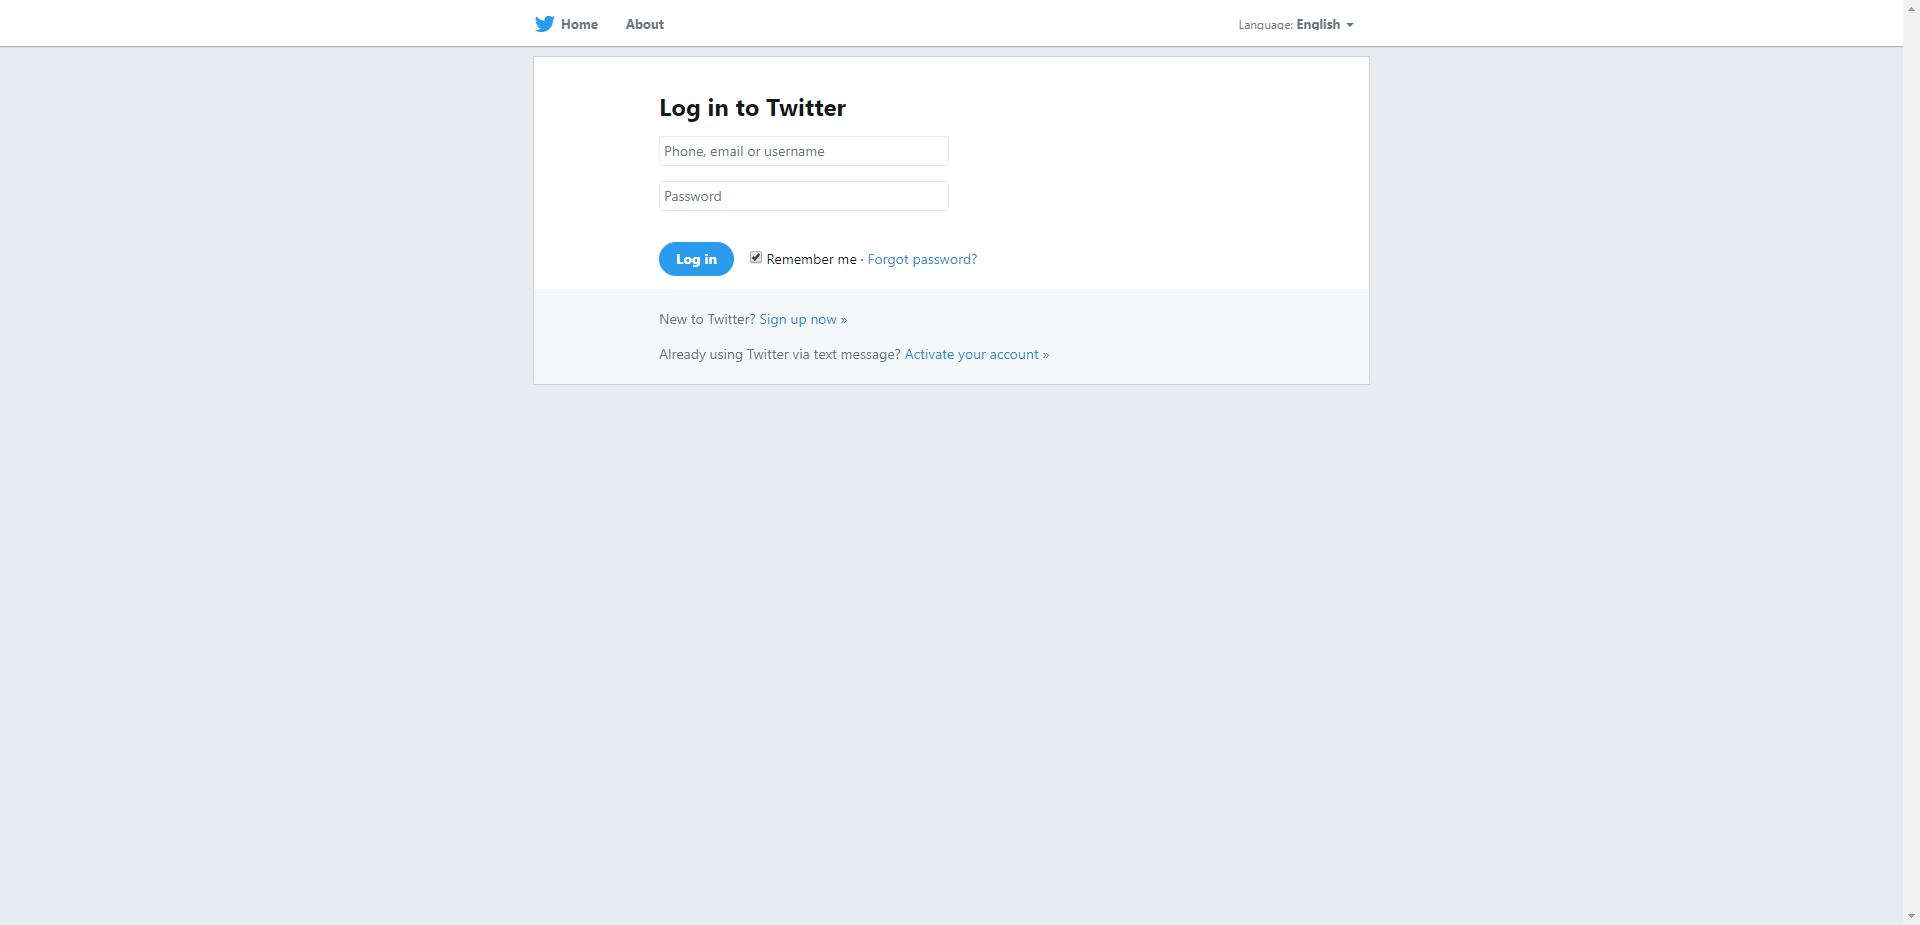 Home About Language: English
Log in to Twitter
Phone, email or username
Password
Log in Remember me · Forgot password?
New to Twitter? Sign up now »
Already using Twitter via text message? Activate your account »